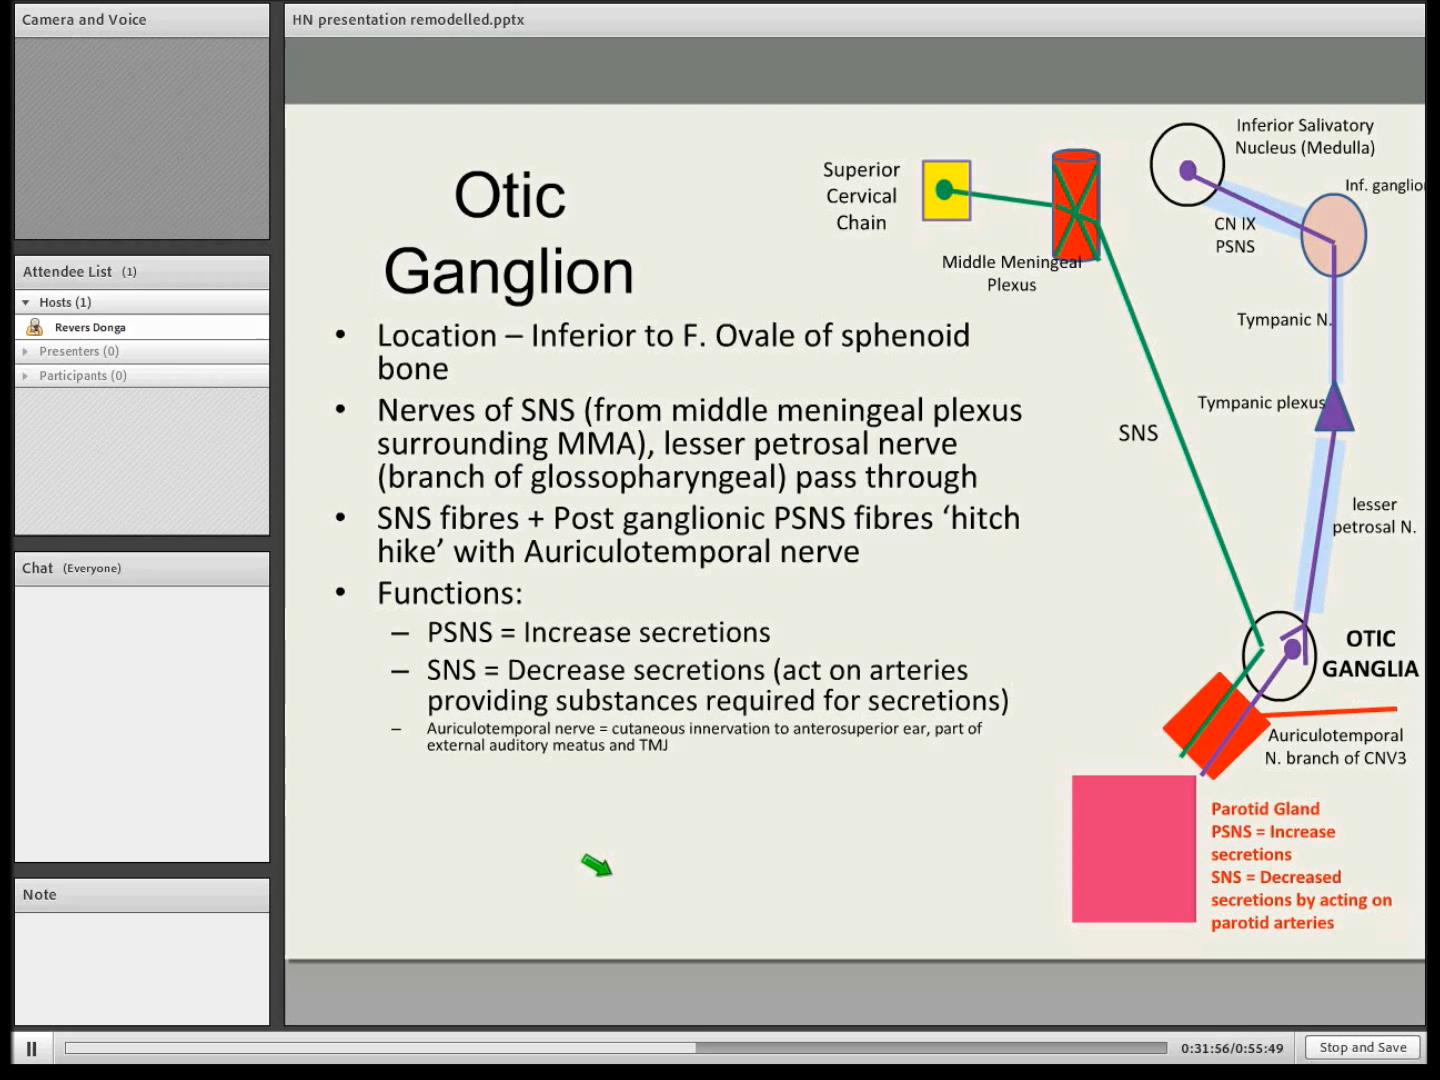 Camera and Voice
HN presentation remodelled.pptx
Attendee List (1)
Hosts (1)
Revers Donga
Presenters (0)
Participants (0)
Chat (Everyone)
Note
Otic
Ganglion
• Location – Inferior to F. Ovale of sphenoid
bone
• Nerves of SNS (from middle meningeal plexus
surrounding MMA), lesser petrosal nerve
(branch of glossopharyngeal) pass through
• SNS fibres + Post ganglionic PSNS fibres ‘hitch
hike’ with Auriculotemporal nerve
• Functions:
– PSNS = Increase secretions
– SNS = Decrease secretions (act on arteries
providing substances required for secretions)
– Auriculotemporal nerve = cutaneous innervation to anterosuperior ear, part of
external auditory meatus and TMJ
Superior
Cervical
Chain
Middle Meningeal
Plexus
Inferior Salivatory
Nucleus (Medulla)
Inf. ganglion
CN IX
PSNS
Tympanic N.
Tympanic plexus
SNS
lesser
petrosal N.
OTIC
GANGLIA
Auriculotemporal
N. branch of CNV3
Parotid Gland
PSNS = Increase
secretions
SNS = Decreased
secretions by acting on
parotid arteries
0:31:56/0:55:49
Stop and Save